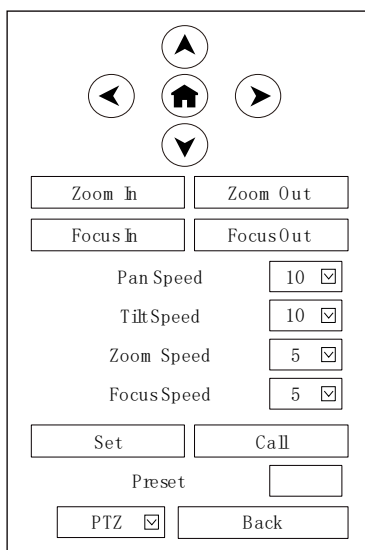 Zoom In Zoom Out
Focus In Focus Out
Pan Speed 10
Tilt Speed 10
Zoom Speed 5
Focus Speed 5
Set Call
Preset
PTZ Back